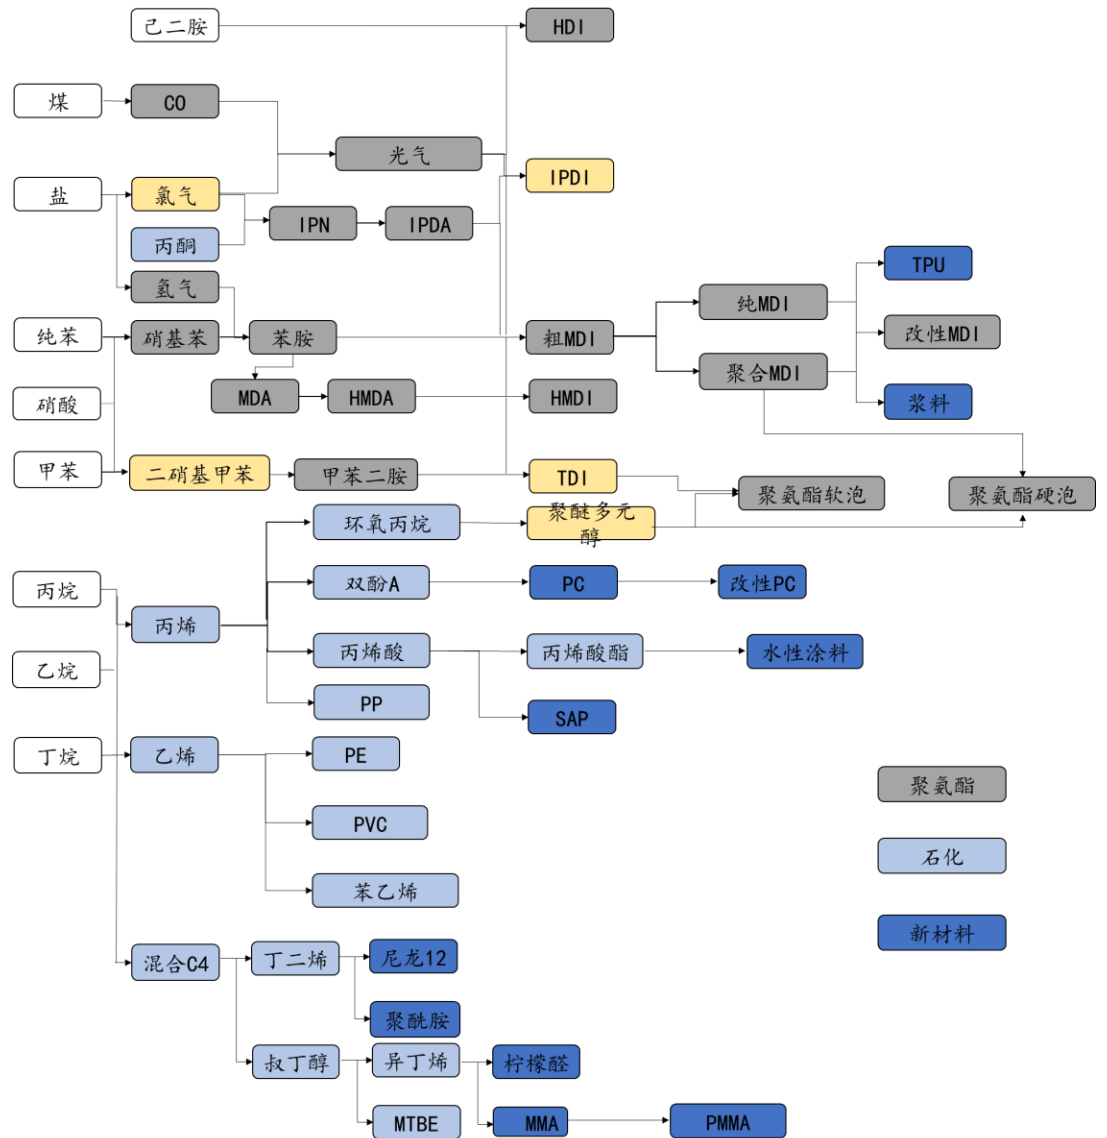 己二胺
HDI
煤
CO
光气
盐
氯气
IPDI
IPN
IPDA
丙酮
TPU
氢气
纯MDI
纯苯
硝基苯
苯胺
粗MDI
改性MDI
聚合MDI
硝酸
MDA
HMDA
HMDI
浆料
甲苯
二硝基甲苯
甲苯二胺
TDI
聚氨酯软泡
聚氨酯硬泡
环氧丙烷
聚醚多元
醇
丙烷
双酚A
PC
改性PC
丙烯
乙烷
丙烯酸
丙烯酸酯
水性涂料
PP
SAP
丁烷
乙烯
PE
聚氨酯
PVC
石化
苯乙烯
新材料
混合C4
丁二烯
尼龙12
聚酰胺
叔丁醇
异丁烯
柠檬醛
MTBE
MMA
PMMA